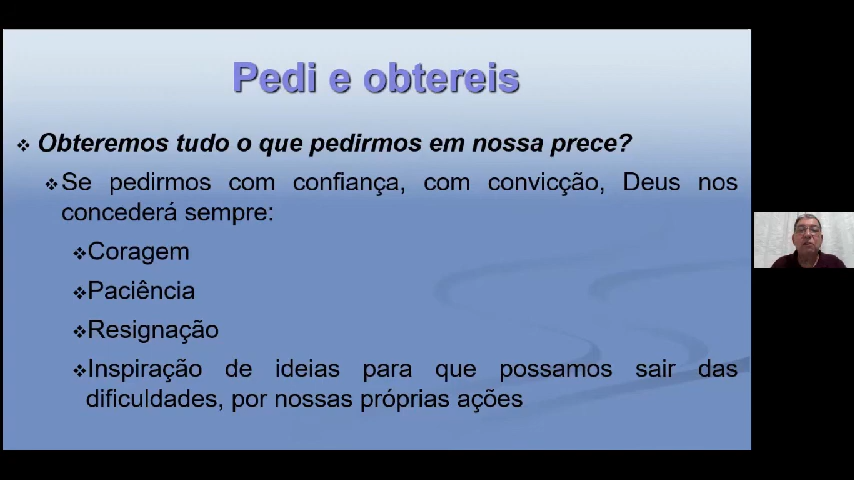 Pedi e obtereis
Obteremos tudo o que pedirmos em nossa prece?
Se pedirmos com confiança, com convicção, Deus nos
concederá sempre:
Coragem
Paciência
Resignação
Inspiração de ideias para que possamos sair das
dificuldades, por nossas próprias ações